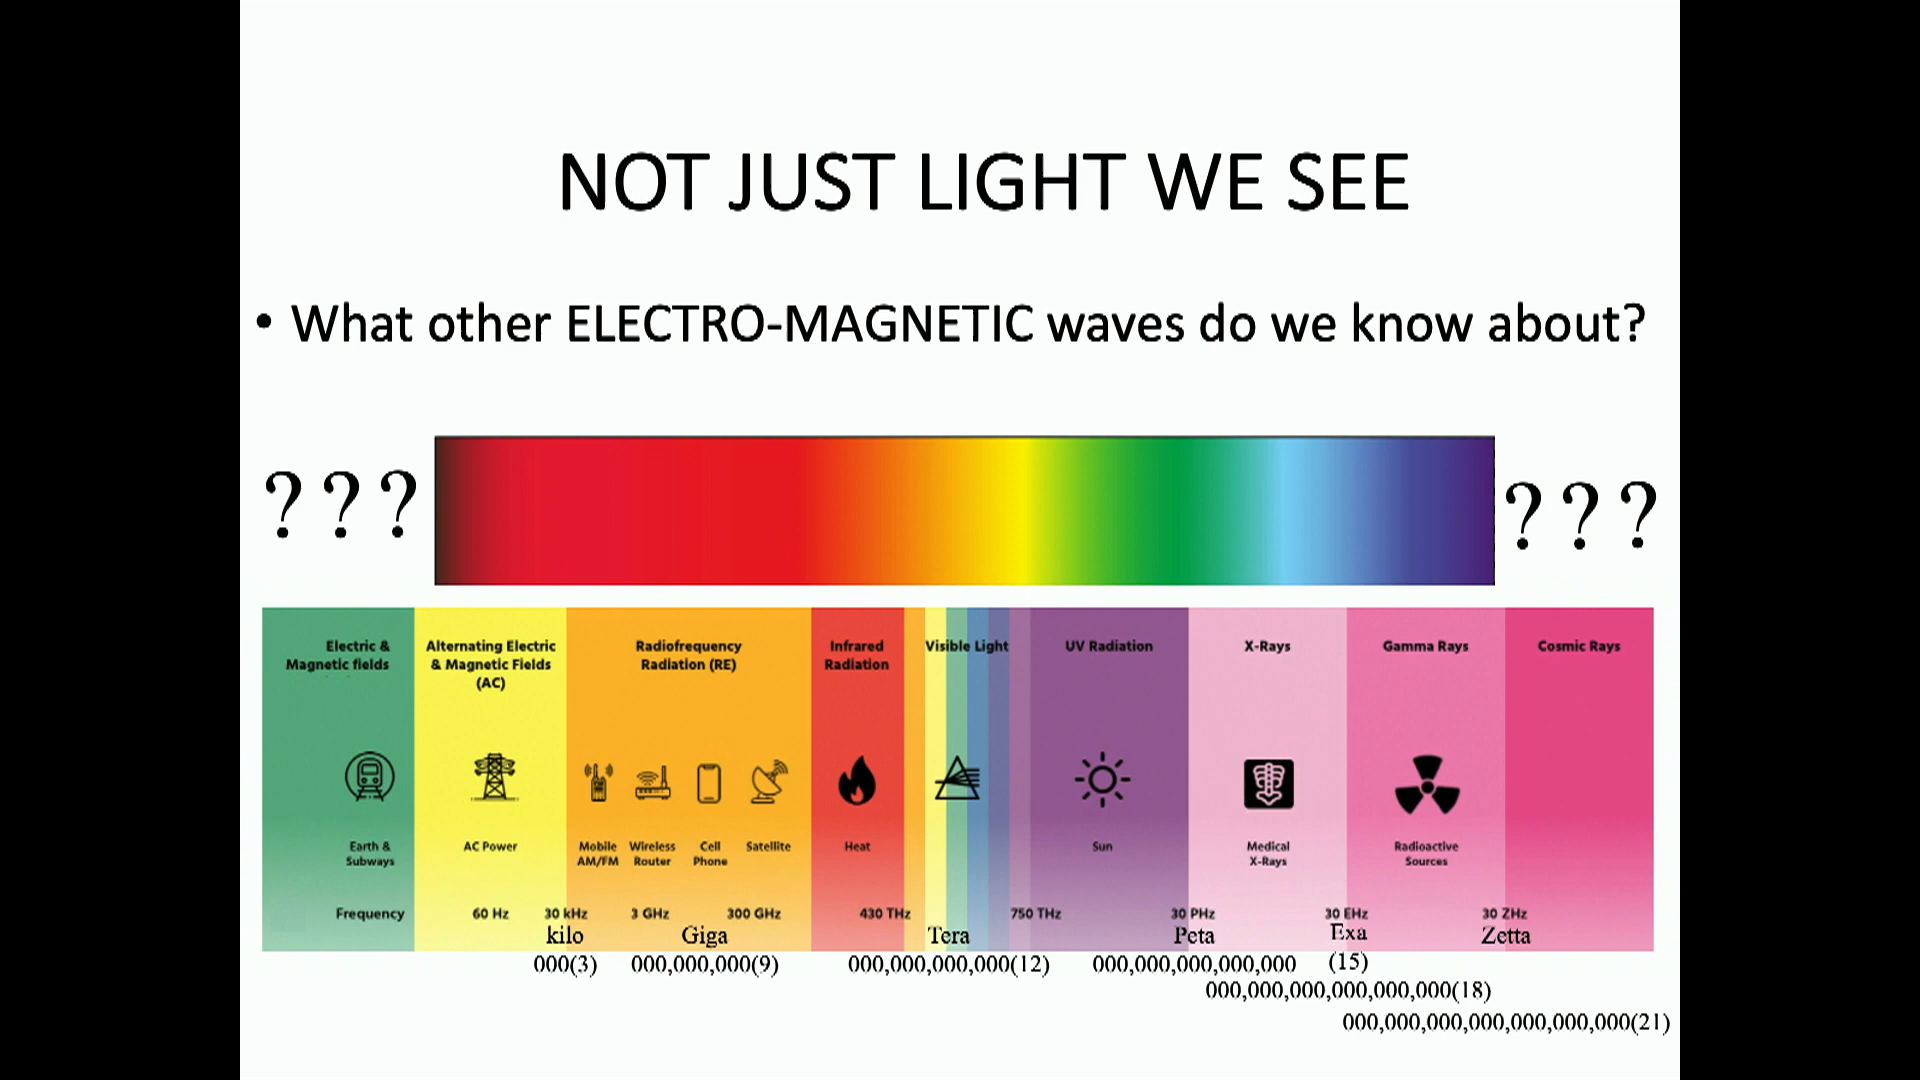 NOT JUST LIGHT WE SEE
• What other ELECTRO-MAGNETIC waves do we know about?
? ? ?
? ? ?
Electric &
Magnetic fields
Alternating Electric
& Magnetic Fields
(AC)
Radiofrequency
Radiation (RE)
Infrared
Radiation
Visible Light
UV Radiation
X-Rays
Gamma Rays
Cosmic Rays
Earth &
Subways
AC Power
Mobile
AM/FM
Wireless
Router
Cell
Phone
Satellite
Heat
Sun
Medical
X-Rays
Radioactive
Sources
Frequency 60 Hz 30 kHz 3 GHz 300 GHz 430 THz 750 THz 30 PHz 30 EHz 30 ZHz
kilo Giga Tera Peta Exa Zetta
000(3) 000,000,000(9) 000,000,000,000(12) 000,000,000,000,000 (15)
000,000,000,000,000,000(18)
000,000,000,000,000,000,000(21)